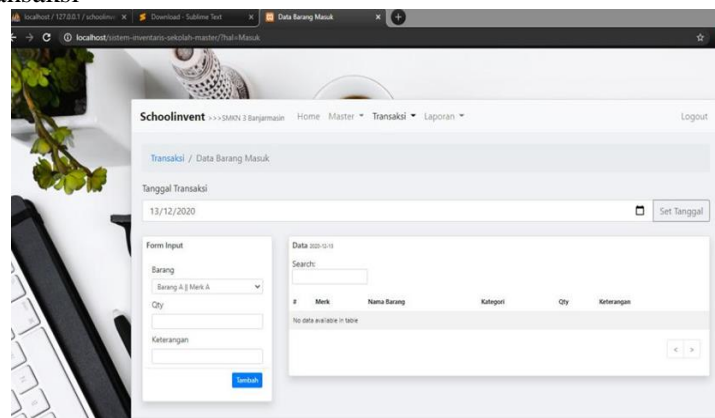 localhost / 127.0.0.1 / schoolinve
Download - Sublime Text
Data Barang Masuk
localhost/sistem-inventaris-sekolah-master/?hal=Masuk
Schoolinvent >>>SMKN 3 Banjarmasin Home Master Transaksi Laporan Logout
Transaksi / Data Barang Masuk
Tanggal Transaksi
13/12/2020 Set Tanggal
Form Input
Barang
Barang A || Merk A
Qty
Keterangan
Tambah
Data 2020-12-13
Search:
# Merk Nama Barang Kategori Qty Keterangan
No data available in table
< >